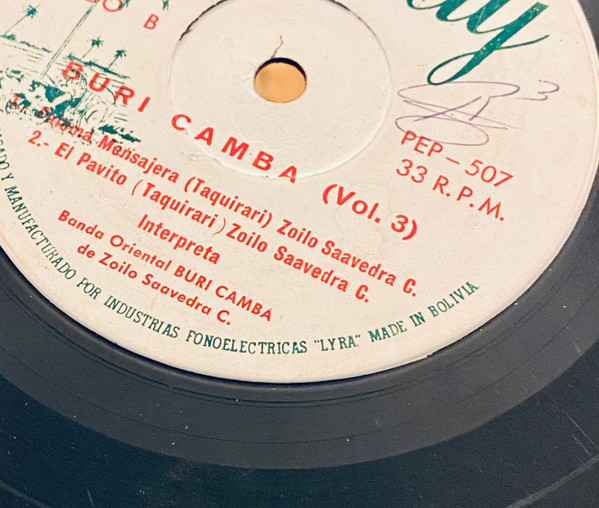 B
BURI CAMBA (Vol. 3)
PEP-507
33 R.P.M.
Mensajera (Taquirari) Zoilo Saavedra C.
2.- El Pavito (Taquirari) Zoilo Saavedra C.
Interpreta
Banda Oriental BURI CAMBA
de Zoilo Saavedra C.
Y MANUFACTURADO POR INDUSTRIAS FONOELECTRICAS "LYRA" MADE IN BOLIVIA